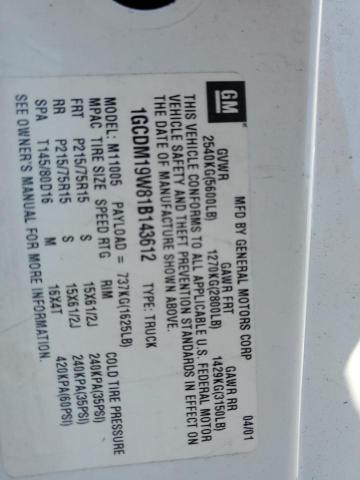 GM
MFD BY GENERAL MOTORS CORP 04/01
GVWR GAWR FRT GAWR RR
2540KG(5600LB) 1270KG(2800LB) 1429KG(3150LB)
THIS VEHICLE CONFORMS TO ALL APPLICABLE U.S. FEDERAL MOTOR
VEHICLE SAFETY AND THEFT PREVENTION STANDARDS IN EFFECT ON
THE DATE OF MANUFACTURE SHOWN ABOVE.
1GCDM19W81B143612 TYPE: TRUCK
MODEL: M11005 PAYLOAD = 737KG(1625LB)
MPAC TIRE SIZE SPEED RTG RIM COLD TIRE PRESSURE
FRT P215/75R15 S 15X61/2J 240KPA(35PSI)
RR P215/75R15 S 15X61/2J 240KPA(35PSI)
SPA T145/80D16 M 16X4T 420KPA(60PSI)
SEE OWNER'S MANUAL FOR MORE INFORMATION.